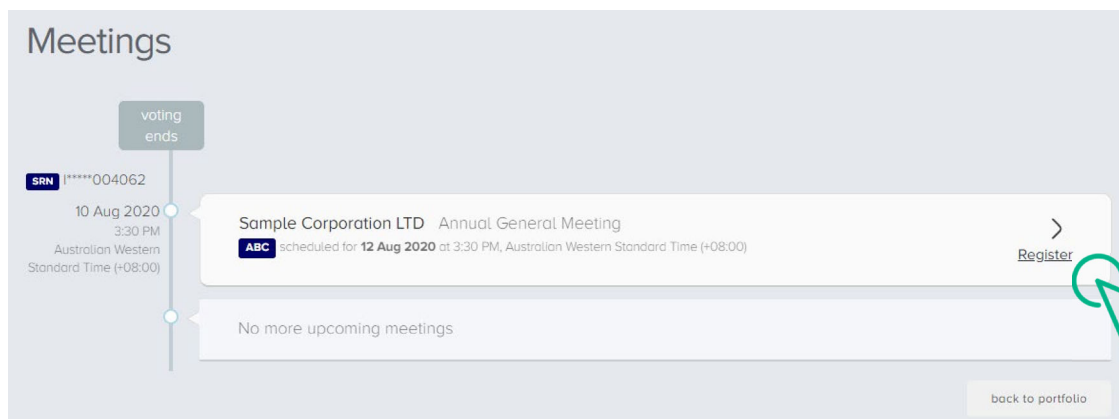 Meetings
voting
ends
SRN I*****004062
10 Aug 2020
3:30 PM
Australian Western
Standard Time (+08:00)
Sample Corporation LTD Annual General Meeting
ABC scheduled for 12 Aug 2020 at 3:30 PM, Australian Western Standard Time (+08:00)
Register
No more upcoming meetings
back to portfolio